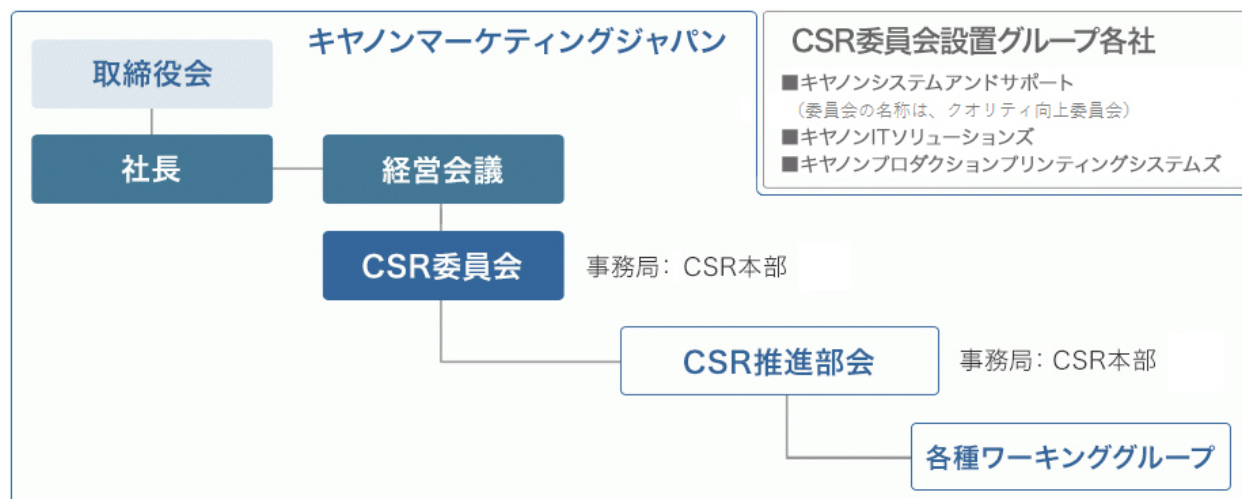 キヤノンマーケティングジャパン
取締役会
社長
経営会議
CSR委員会
事務局：CSR本部
CSR推進部会
事務局：CSR本部
各種ワーキンググループ
CSR委員会設置グループ各社
■キヤノンシステムアンドサポート
（委員会の名称は、クオリティ向上委員会）
■キヤノンITソリューションズ
■キヤノンプロダクションプリンティングシステムズ